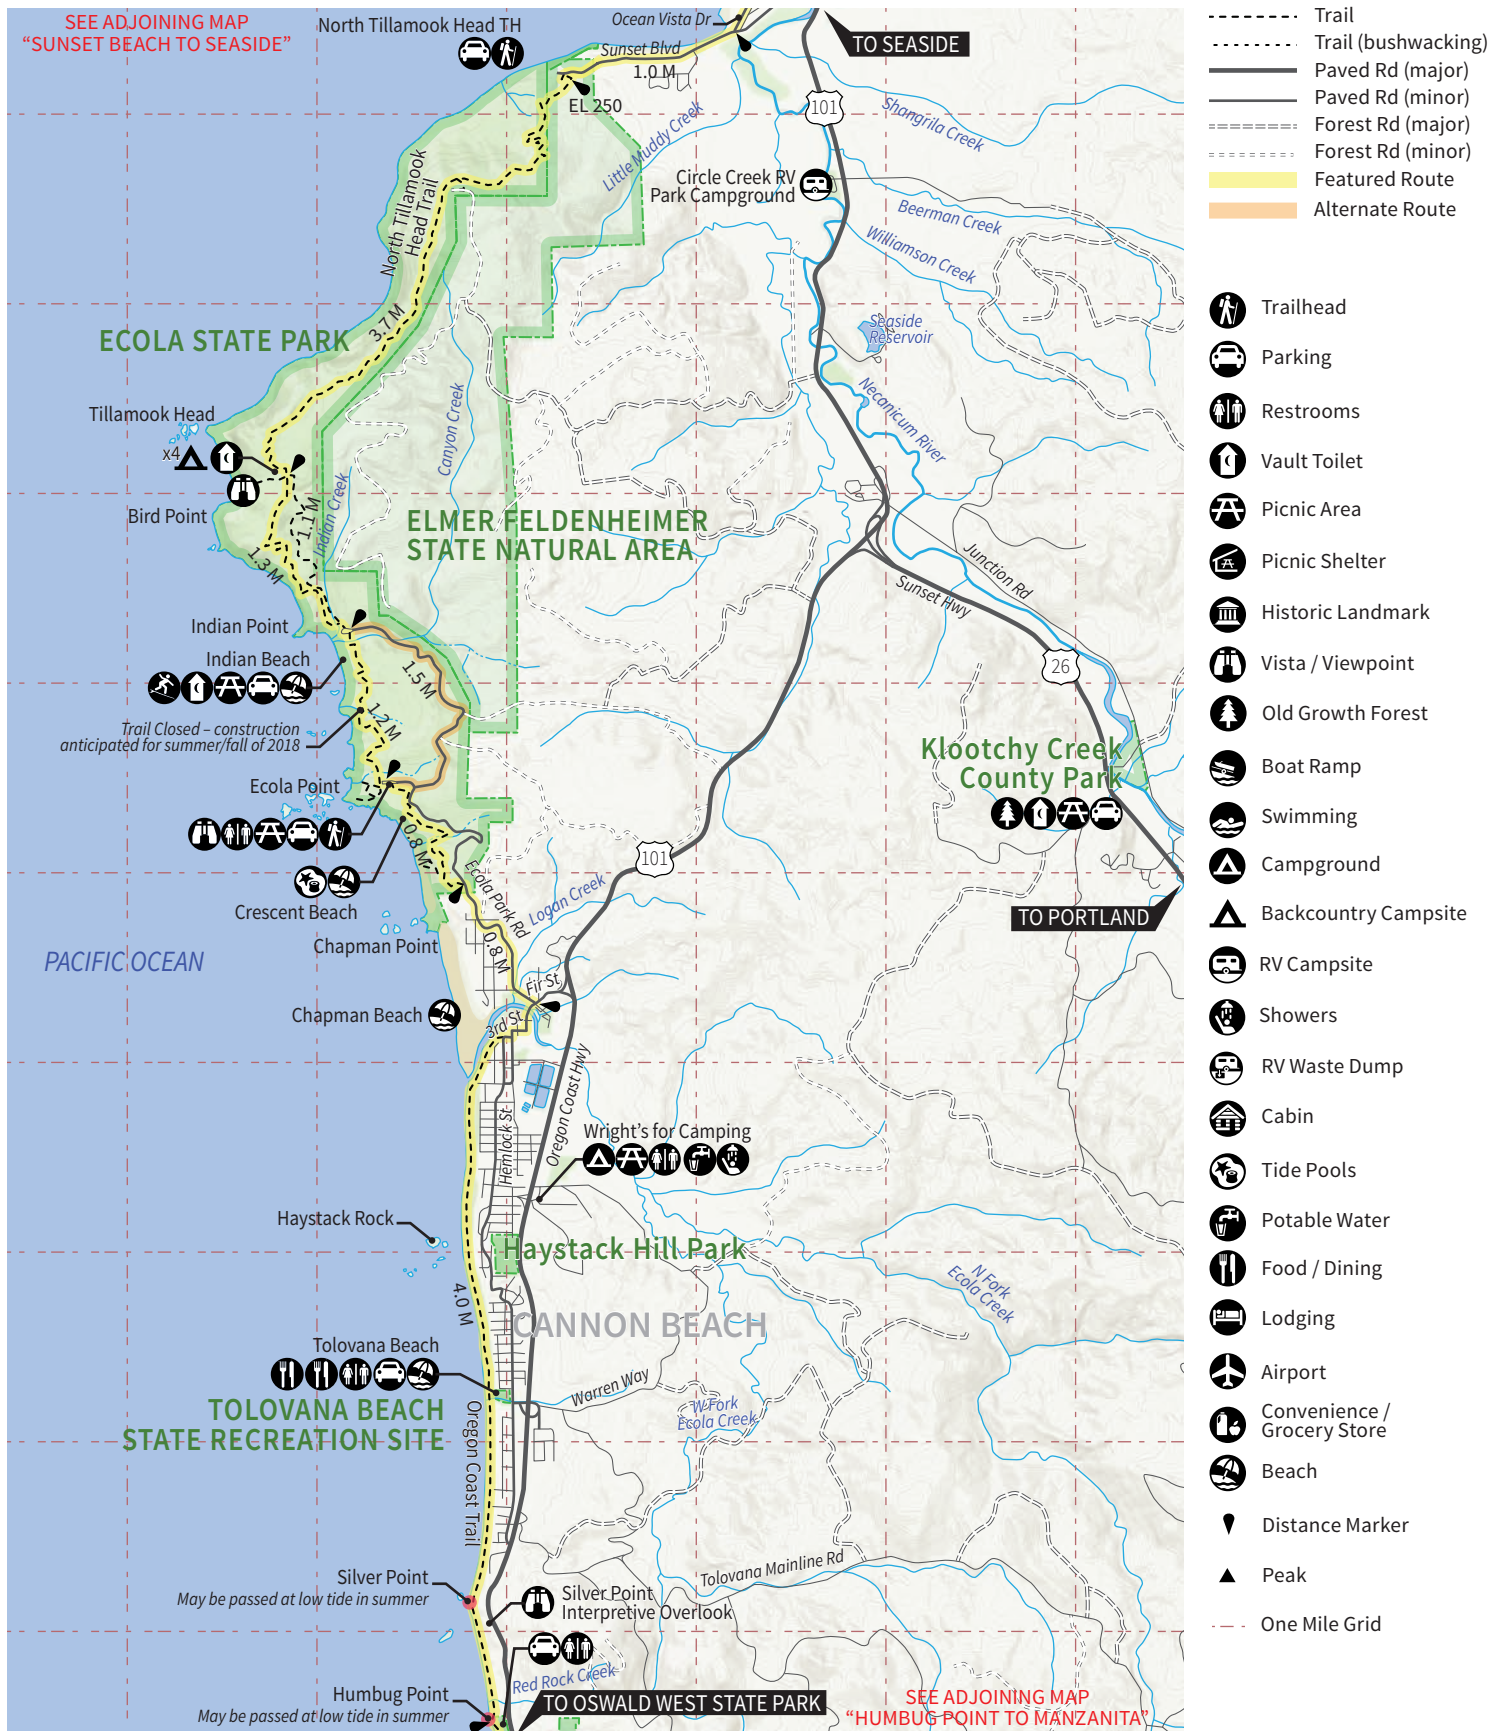 SEE ADJOINING MAP
“SUNSET BEACH TO SEASIDE”
North Tillamook Head TH
Ocean Vista Dr
Sunset Blvd
1.0 M
TO SEASIDE
EL 250
101
Shangrila Creek
Little Muddy Creek
Circle Creek RV
Park Campground
Beerman Creek
Williamson Creek
North Tillamook
Head Trail
3.7 M
ECOLA STATE PARK
Seaside
Reservoir
Necanicum River
Canyon Creek
Tillamook Head
x4
Bird Point
1.1 M
Indian Creek
1.3 M
ELMER FELDENHEIMER
STATE NATURAL AREA
Junction Rd
Sunset Hwy
26
Indian Point
Indian Beach
1.5 M
1.2 M
Trail Closed – construction
anticipated for summer/fall of 2018
Klootchy Creek
County Park
Ecola Point
0.8 M
101
Ecola Park Rd
Logan Creek
Crescent Beach
TO PORTLAND
Chapman Point
0.8 M
PACIFIC OCEAN
Fir St
Chapman Beach
3rd St
Oregon Coast Hwy
Hemlock St
Wright’s for Camping
Haystack Rock
Haystack Hill Park
N Fork
Ecola Creek
4.0 M
CANNON BEACH
Tolovana Beach
Warren Way
W Fork
Ecola Creek
TOLOVANA BEACH
STATE RECREATION SITE
Oregon Coast Trail
Tolovana Mainline Rd
Silver Point
May be passed at low tide in summer
Silver Point
Interpretive Overlook
Red Rock Creek
Humbug Point
May be passed at low tide in summer
TO OSWALD WEST STATE PARK
SEE ADJOINING MAP
“HUMBUG POINT TO MANZANITA”
Trail
Trail (bushwacking)
Paved Rd (major)
Paved Rd (minor)
Forest Rd (major)
Forest Rd (minor)
Featured Route
Alternate Route
Trailhead
Parking
Restrooms
Vault Toilet
Picnic Area
Picnic Shelter
Historic Landmark
Vista / Viewpoint
Old Growth Forest
Boat Ramp
Swimming
Campground
Backcountry Campsite
RV Campsite
Showers
RV Waste Dump
Cabin
Tide Pools
Potable Water
Food / Dining
Lodging
Airport
Convenience /
Grocery Store
Beach
Distance Marker
Peak
One Mile Grid